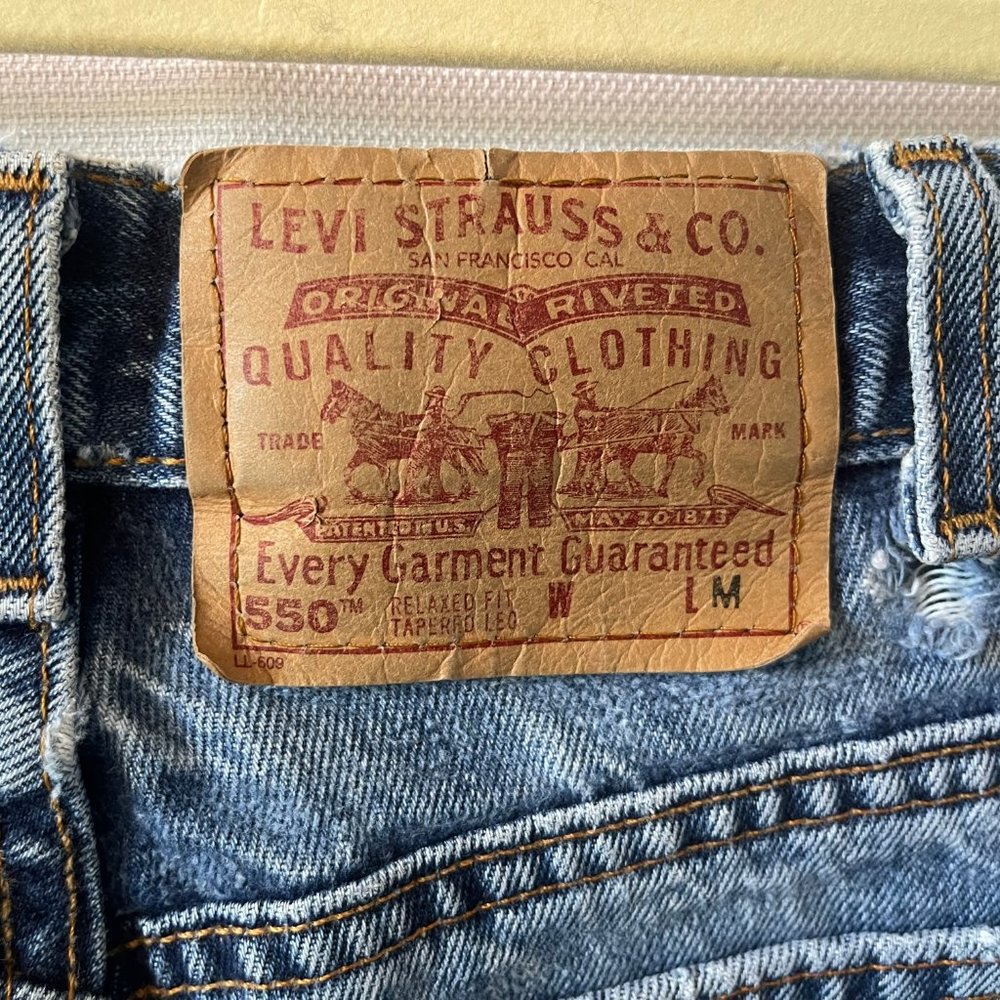 LEVI STRAUSS & CO.
SAN FRANCISCO CAL
ORIGINAL RIVETED
QUALITY CLOTHING
TRADE MARK
PATENTED IN U.S. MAY 20 1873
Every Garment Guaranteed
550™ RELAXED FIT W L M
TAPERED LEG
LL-609